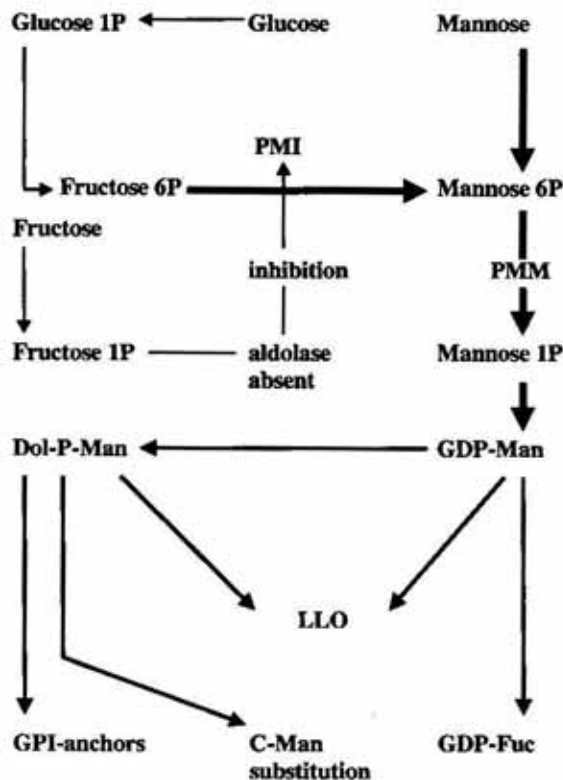 Glucose 1P Glucose Mannose
PMI
Fructose 6P Mannose 6P
Fructose
inhibition PMM
Fructose 1P aldolase Mannose 1P
absent
Dol-P-Man GDP-Man
LLO
GPI-anchors C-Man GDP-Fuc
substitution